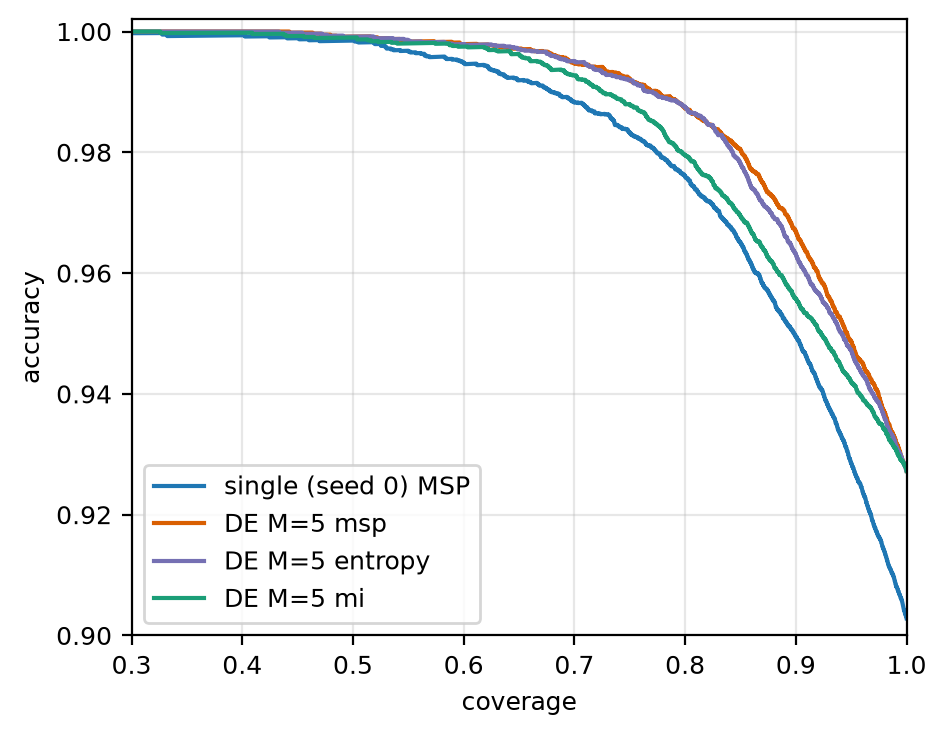 1.00
0.98
0.96
0.94
0.92
0.90
accuracy
single (seed 0) MSP
DE M=5 msp
DE M=5 entropy
DE M=5 mi
0.3 0.4 0.5 0.6 0.7 0.8 0.9 1.0
coverage